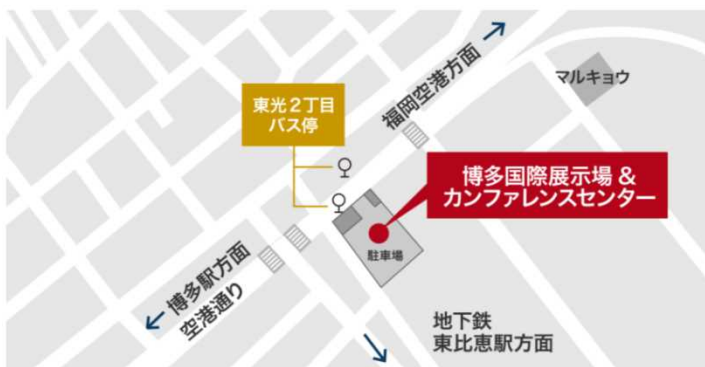 福岡空港方面
マルキョウ
東光2丁目
バス停
博多国際展示場 &
カンファレンスセンター
駐車場
博多駅方面
空港通り
地下鉄
東比恵駅方面